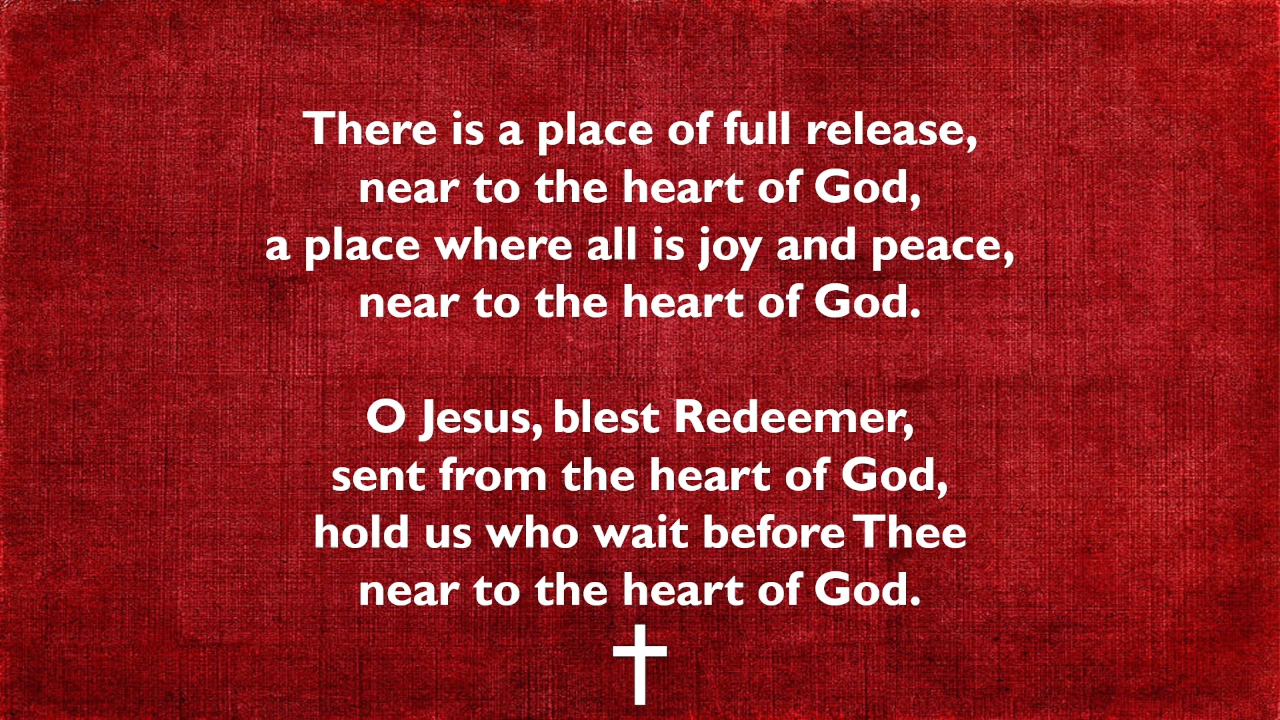 There is a place of full release,
near to the heart of God,
a place where all is joy and peace,
near to the heart of God.
O Jesus, blest Redeemer,
sent from the heart of God,
hold us who wait before Thee
near to the heart of God.